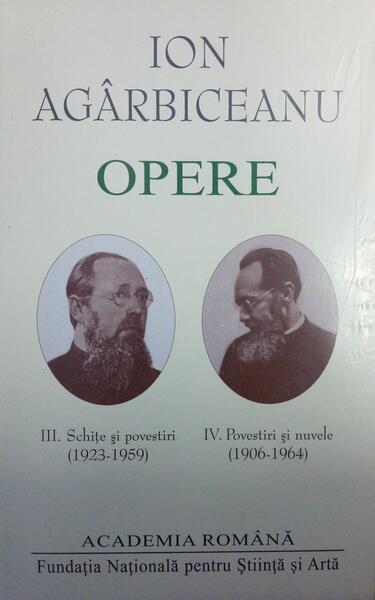 ION
AGÂRBICEANU
OPERE
III. Schițe și povestiri
(1923-1959)
IV. Povestiri și nuvele
(1906-1964)
ACADEMIA ROMÂNĂ
Fundația Națională pentru Știință și Artă